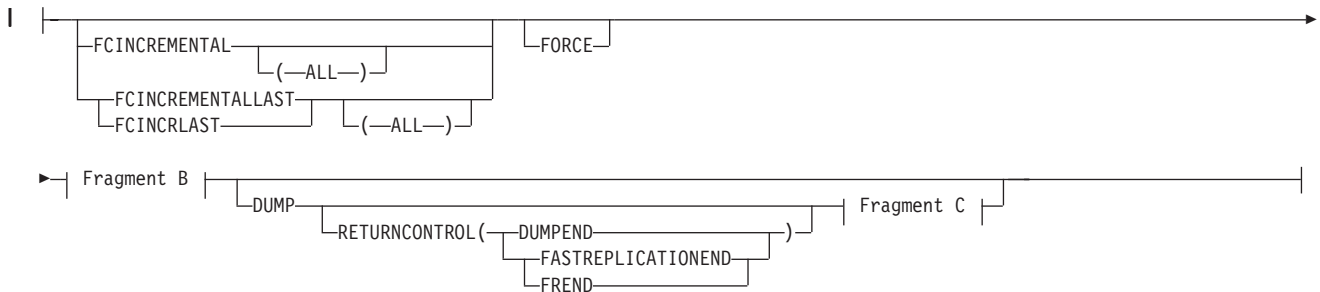 FCINCREMENTAL FORCE
(ALL)
FCINCREMENTALLAST
FCINCRLAST (ALL)
Fragment B
DUMP Fragment C
RETURNCONTROL( DUMPEND )
FASTREPLICATIONEND
FREND